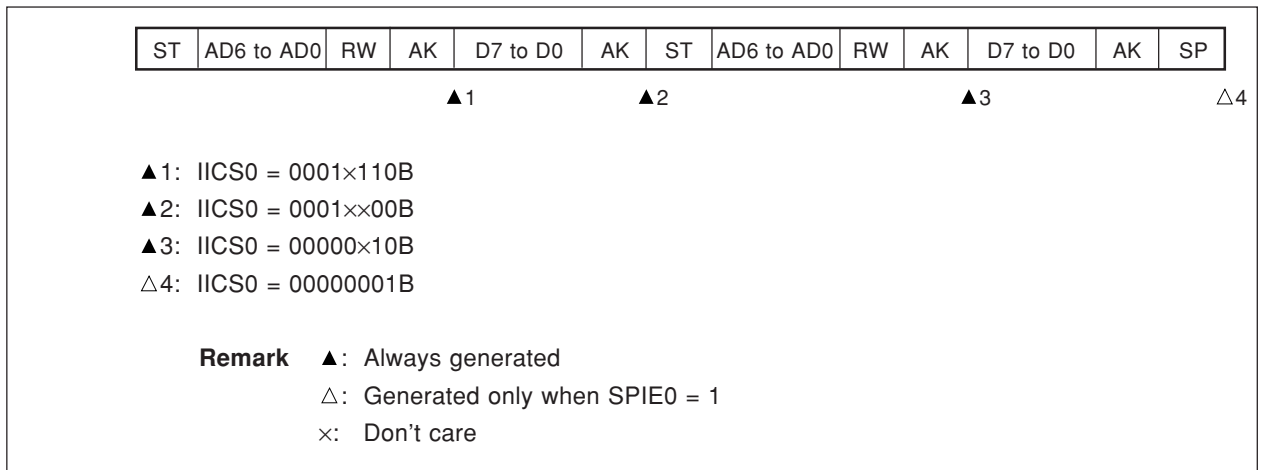 ST AD6 to AD0 RW AK D7 to D0 AK ST AD6 to AD0 RW AK D7 to D0 AK SP
▲1 ▲2 ▲3 △4
▲1: IICS0 = 0001×110B
▲2: IICS0 = 0001××00B
▲3: IICS0 = 00000×10B
△4: IICS0 = 00000001B
Remark ▲: Always generated
△: Generated only when SPIE0 = 1
×: Don't care